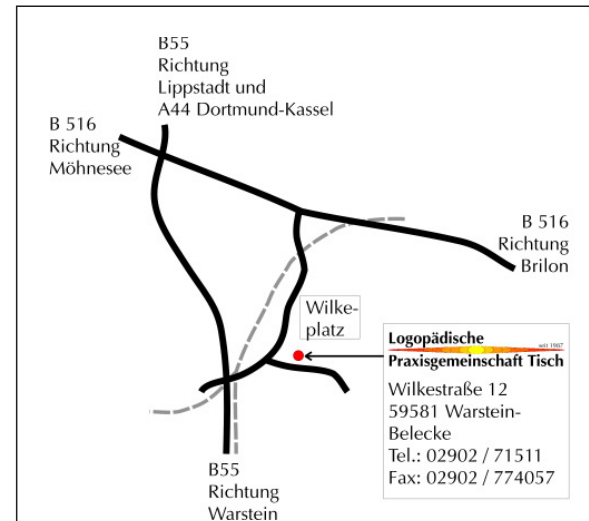 B55
Richtung
Lippstadt und
A44 Dortmund-Kassel
B 516
Richtung
Möhnesee
B 516
Richtung
Brilon
Wilke-
platz
Logopädische
seit 1987
Praxisgemeinschaft Tisch
Wilkestraße 12
59581 Warstein-
Belecke
Tel.: 02902 / 71511
Fax: 02902 / 774057
B55
Richtung
Warstein